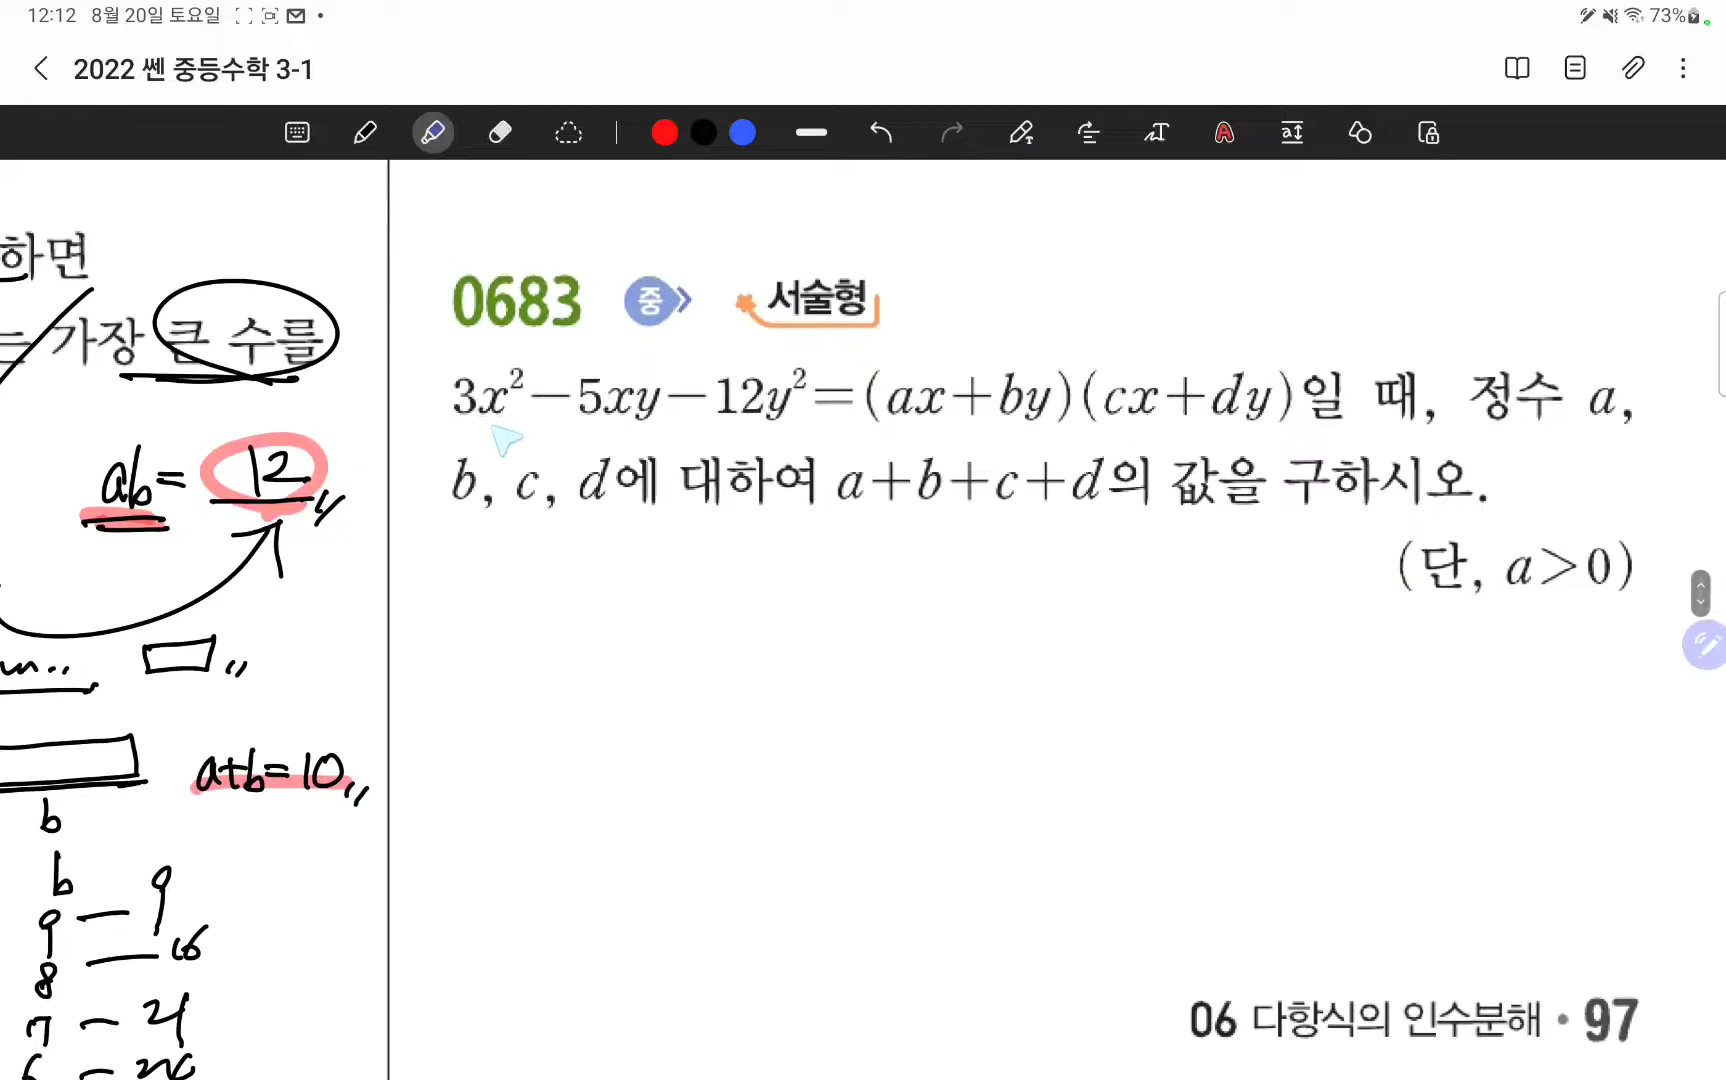 12:12 8월 20일 토요일
73%
2022 쎈 중등수학 3-1
하면
는 가장 큰 수를
ab= 12
a+b=10
b
b
9 — 9
8 — 16
7 — 21
0683 중 서술형
3x²-5xy-12y²=(ax+by)(cx+dy)일 때, 정수 a,
b, c, d에 대하여 a+b+c+d의 값을 구하시오.
(단, a>0)
06 다항식의 인수분해 • 97